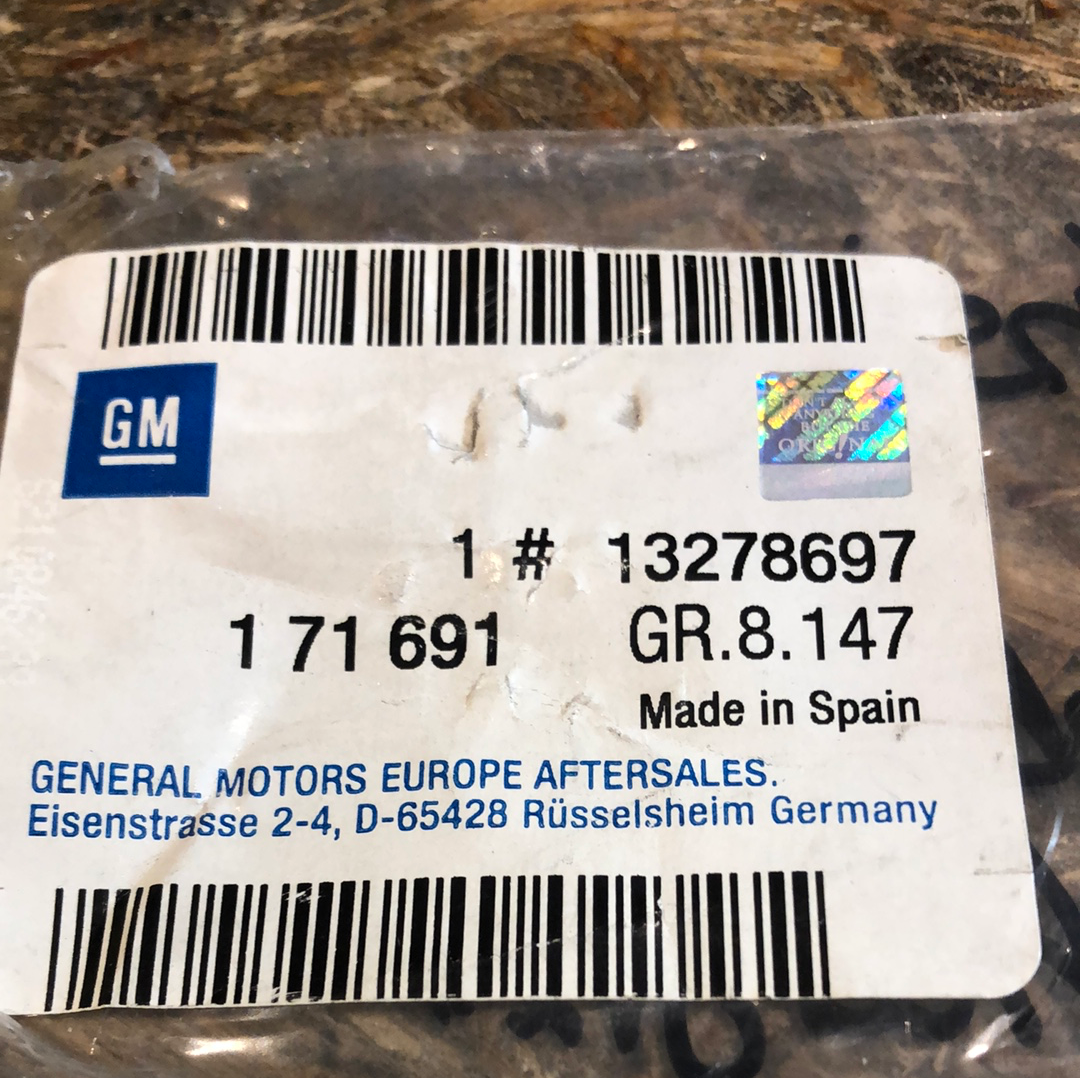 GM
1 # 13278697
1 71 691 GR.8.147
Made in Spain
GENERAL MOTORS EUROPE AFTERSALES.
Eisenstrasse 2-4, D-65428 Rüsselsheim Germany